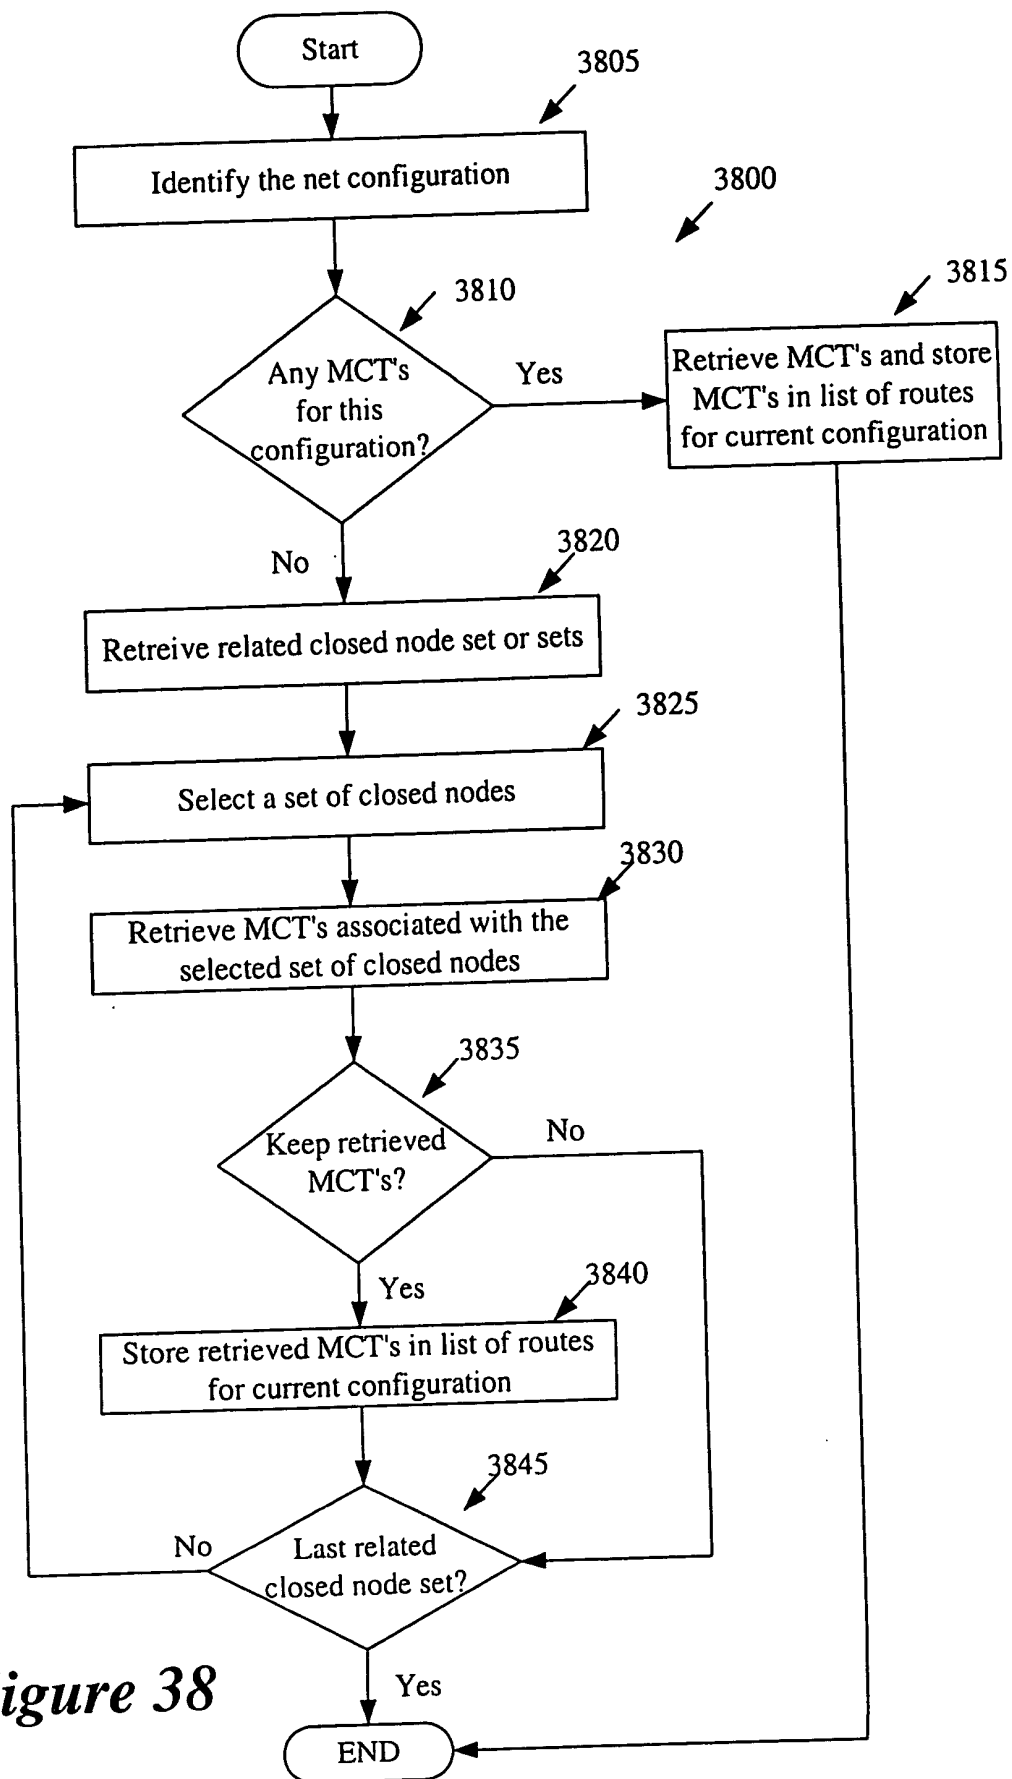 Start
3805
Identify the net configuration
3800
3810
3815
Any MCT's
for this
configuration?
Yes
Retrieve MCT's and store
MCT's in list of routes
for current configuration
No
3820
Retreive related closed node set or sets
3825
Select a set of closed nodes
3830
Retrieve MCT's associated with the
selected set of closed nodes
3835
Keep retrieved
MCT's?
No
Yes
3840
Store retrieved MCT's in list of routes
for current configuration
3845
No
Last related
closed node set?
Yes
igure 38
END